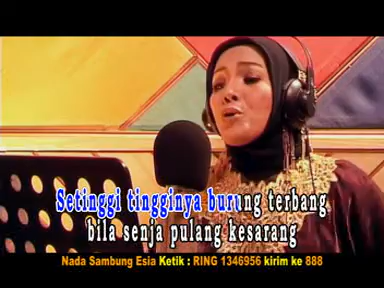 Setinggi tingginya burung terbang
bila senja pulang kesarang
Nada Sambung Esia Ketik : RING 1346956 kirim ke 888